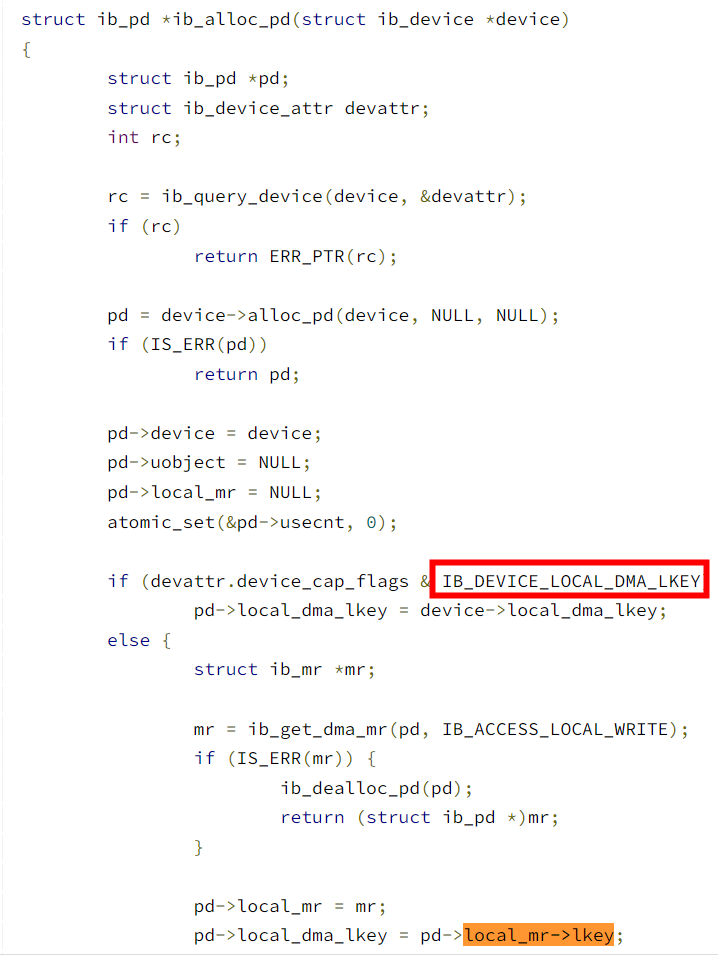 struct ib_pd *ib_alloc_pd(struct ib_device *device)
{
        struct ib_pd *pd;
        struct ib_device_attr devattr;
        int rc;

        rc = ib_query_device(device, &devattr);
        if (rc)
                return ERR_PTR(rc);

        pd = device->alloc_pd(device, NULL, NULL);
        if (IS_ERR(pd))
                return pd;

        pd->device = device;
        pd->uobject = NULL;
        pd->local_mr = NULL;
        atomic_set(&pd->usecnt, 0);

        if (devattr.device_cap_flags & IB_DEVICE_LOCAL_DMA_LKEY
                pd->local_dma_lkey = device->local_dma_lkey;
        else {
                struct ib_mr *mr;

                mr = ib_get_dma_mr(pd, IB_ACCESS_LOCAL_WRITE);
                if (IS_ERR(mr)) {
                        ib_dealloc_pd(pd);
                        return (struct ib_pd *)mr;
                }

                pd->local_mr = mr;
                pd->local_dma_lkey = pd->local_mr->lkey;